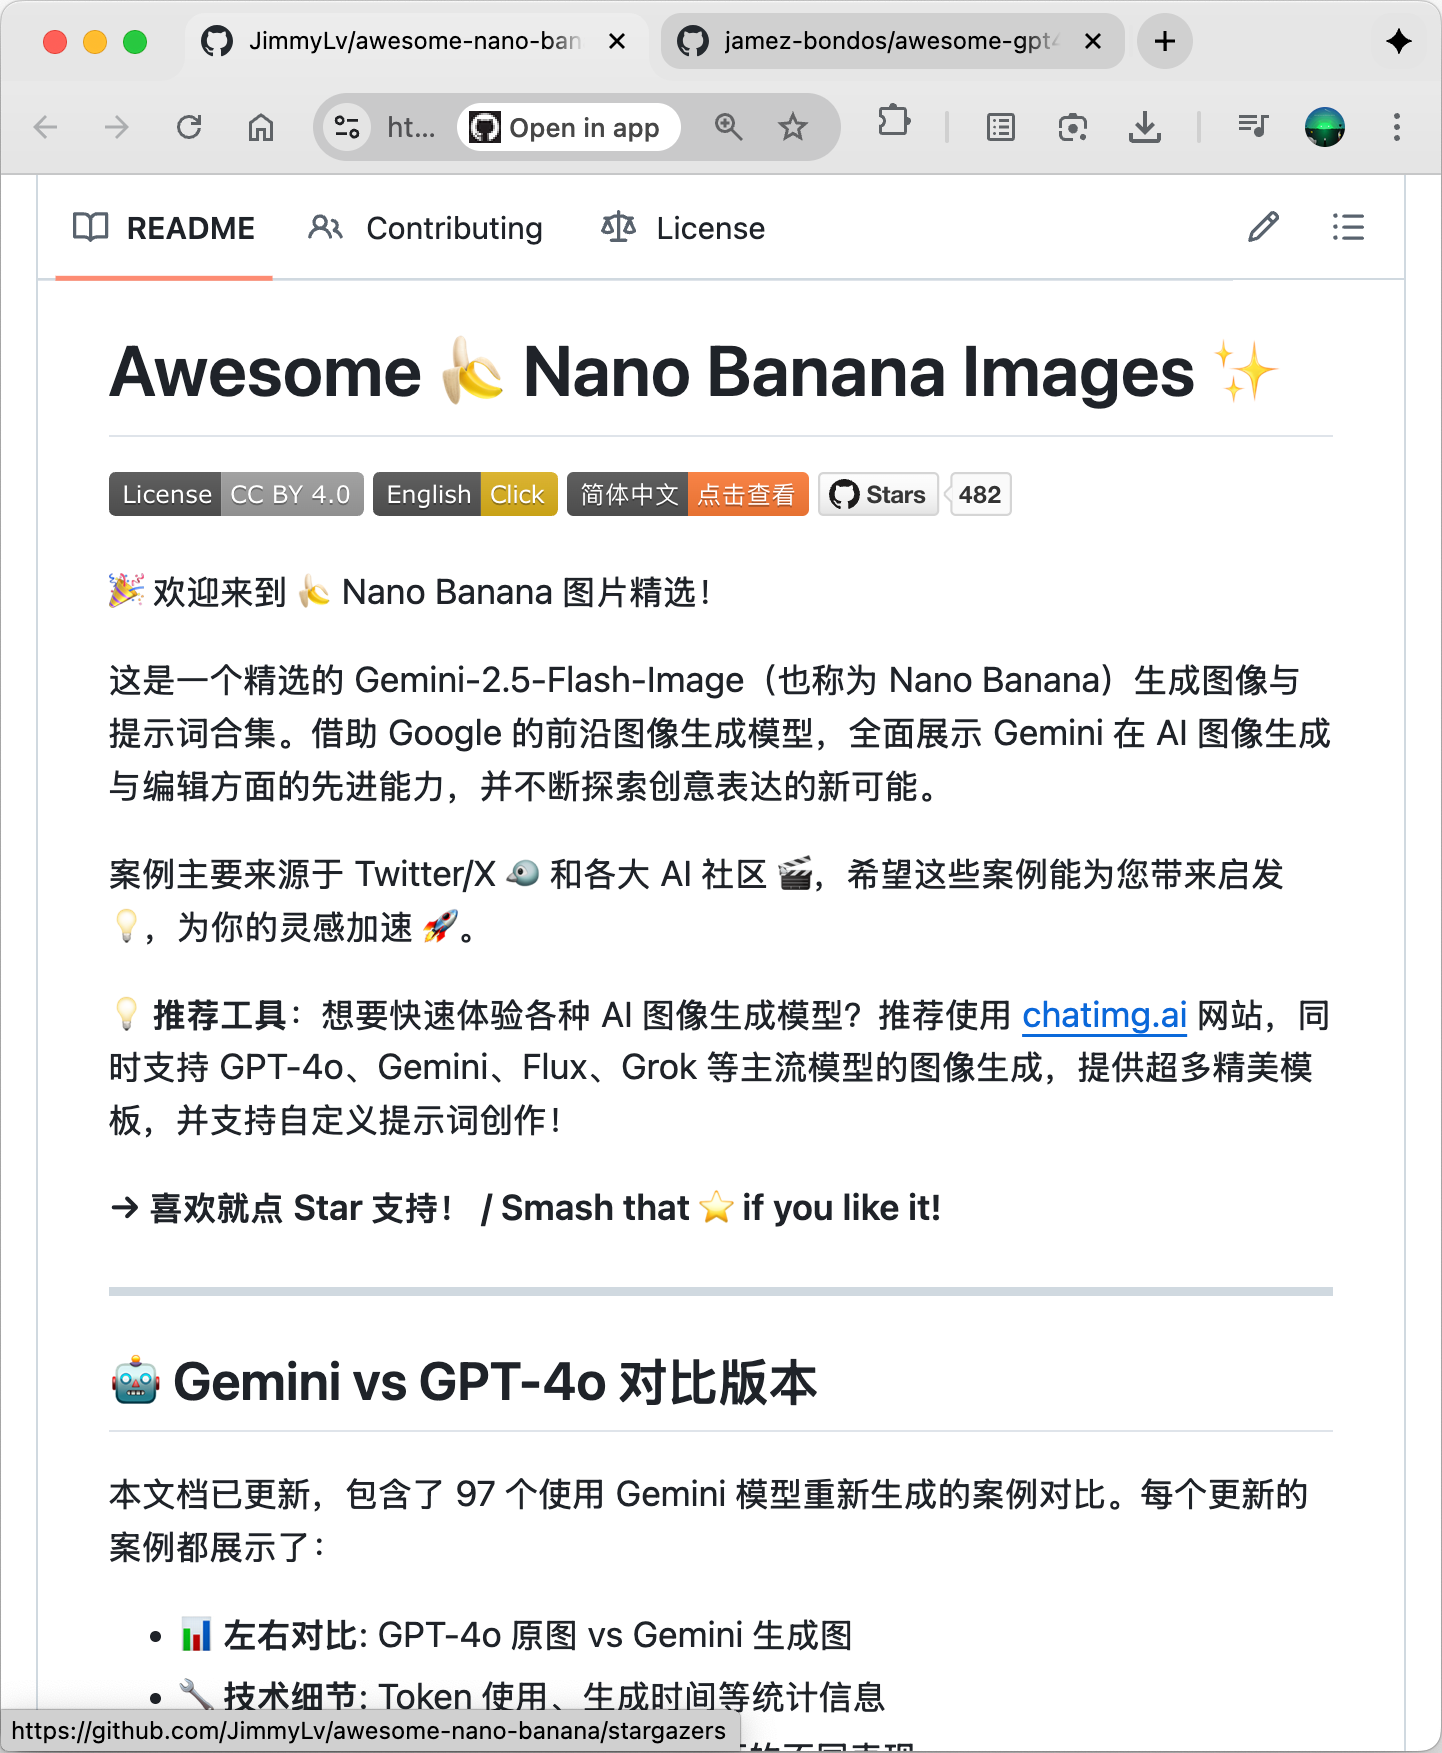 JimmyLv/awesome-nano-ban
jamez-bondos/awesome-gpt4
ht...
Open in app
README
Contributing
License
Awesome 🍌 Nano Banana Images ✨
License CC BY 4.0
English Click
简体中文 点击查看
Stars 482
🎉 欢迎来到 🍌 Nano Banana 图片精选！
这是一个精选的 Gemini-2.5-Flash-Image（也称为 Nano Banana）生成图像与
提示词合集。借助 Google 的前沿图像生成模型，全面展示 Gemini 在 AI 图像生成
与编辑方面的先进能力，并不断探索创意表达的新可能。
案例主要来源于 Twitter/X 🐦 和各大 AI 社区 🎬，希望这些案例能为您带来启发
💡，为你的灵感加速 🚀。
💡 推荐工具：想要快速体验各种 AI 图像生成模型？推荐使用 chatimg.ai 网站，同
时支持 GPT-4o、Gemini、Flux、Grok 等主流模型的图像生成，提供超多精美模
板，并支持自定义提示词创作！
→ 喜欢就点 Star 支持！ / Smash that ⭐ if you like it!
🤖 Gemini vs GPT-4o 对比版本
本文档已更新，包含了 97 个使用 Gemini 模型重新生成的案例对比。每个更新的
案例都展示了：
• 📊 左右对比: GPT-4o 原图 vs Gemini 生成图
• 🔧 技术细节: Token 使用、生成时间等统计信息
https://github.com/JimmyLv/awesome-nano-banana/stargazers